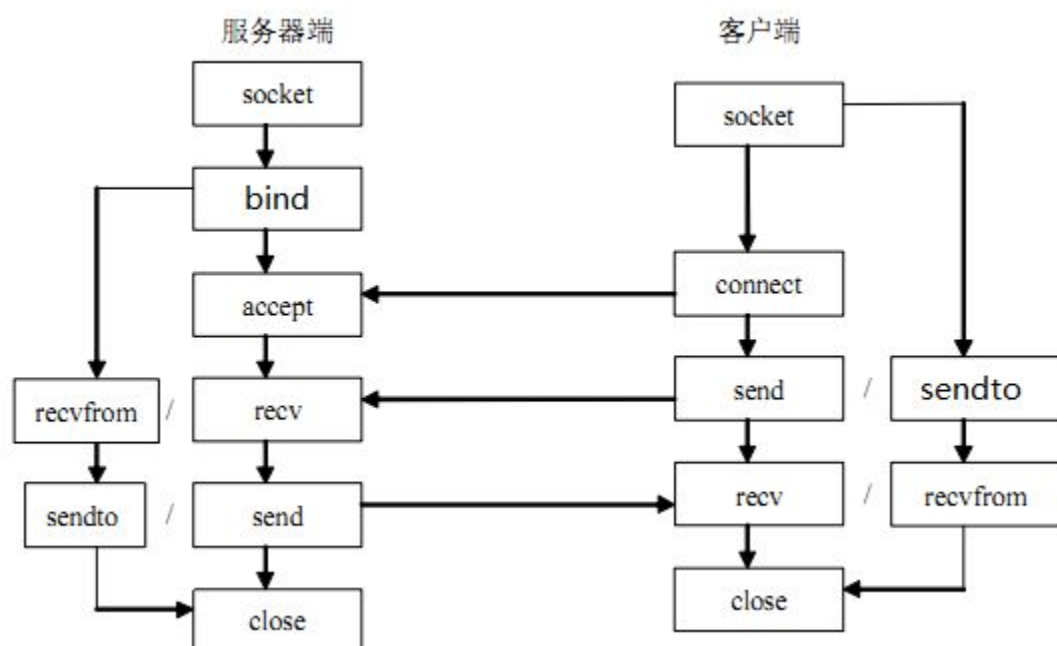 服务器端
客户端
socket
socket
bind
connect
accept
send / sendto
recvfrom / recv
recv / recvfrom
sendto / send
close
close